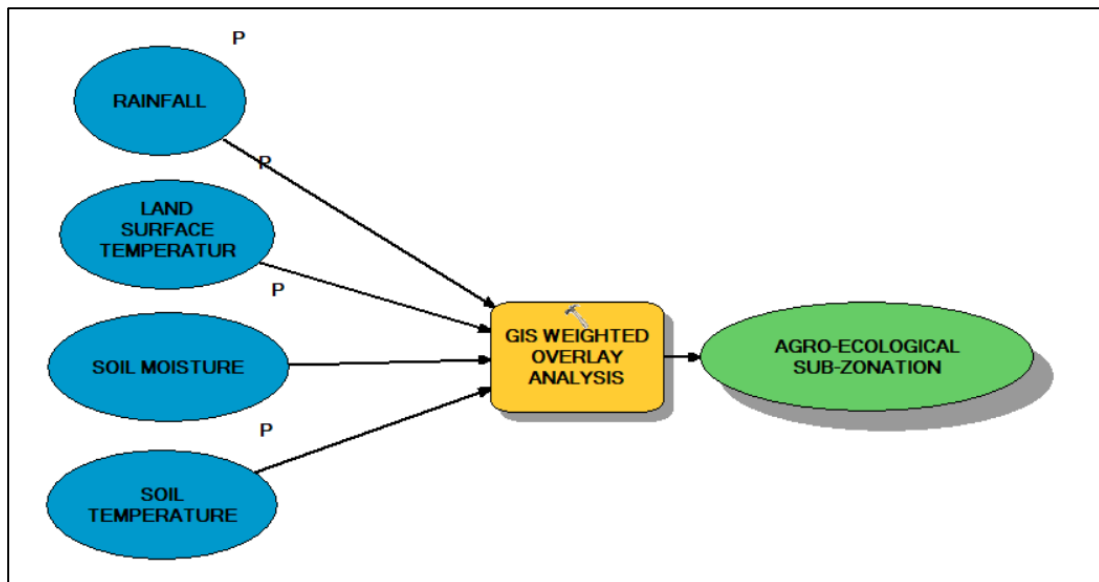 P
RAINFALL
P
LAND
SURFACE
TEMPERATUR
P
SOIL MOISTURE
P
SOIL
TEMPERATURE
GIS WEIGHTED
OVERLAY
ANALYSIS
AGRO-ECOLOGICAL
SUB-ZONATION